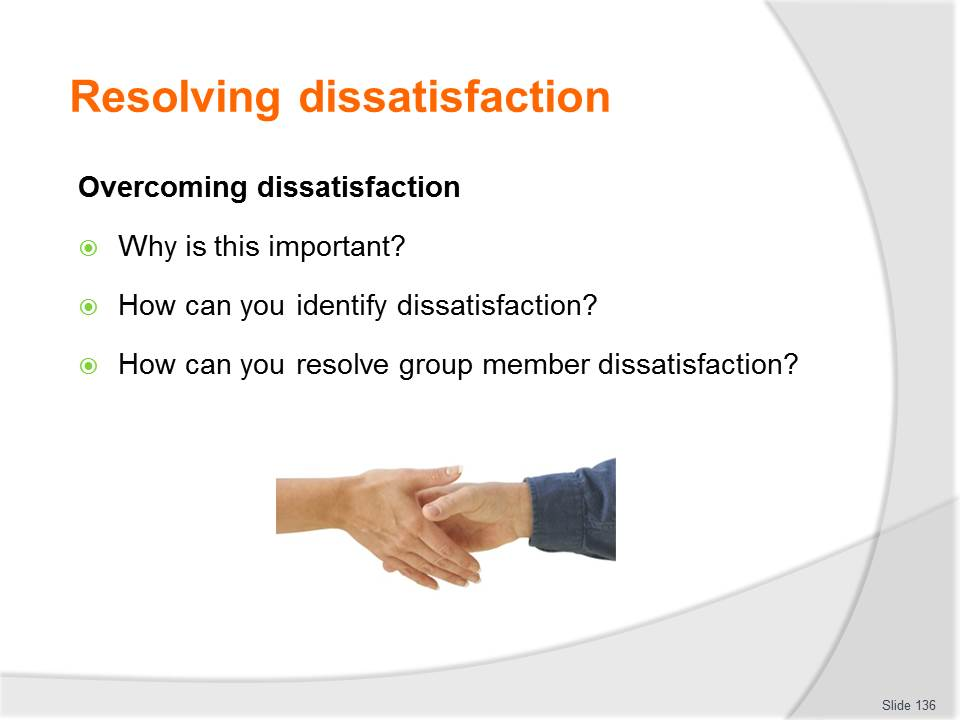 Resolving dissatisfaction
Overcoming dissatisfaction
Why is this important?
How can you identify dissatisfaction?
How can you resolve group member dissatisfaction?
Slide 136